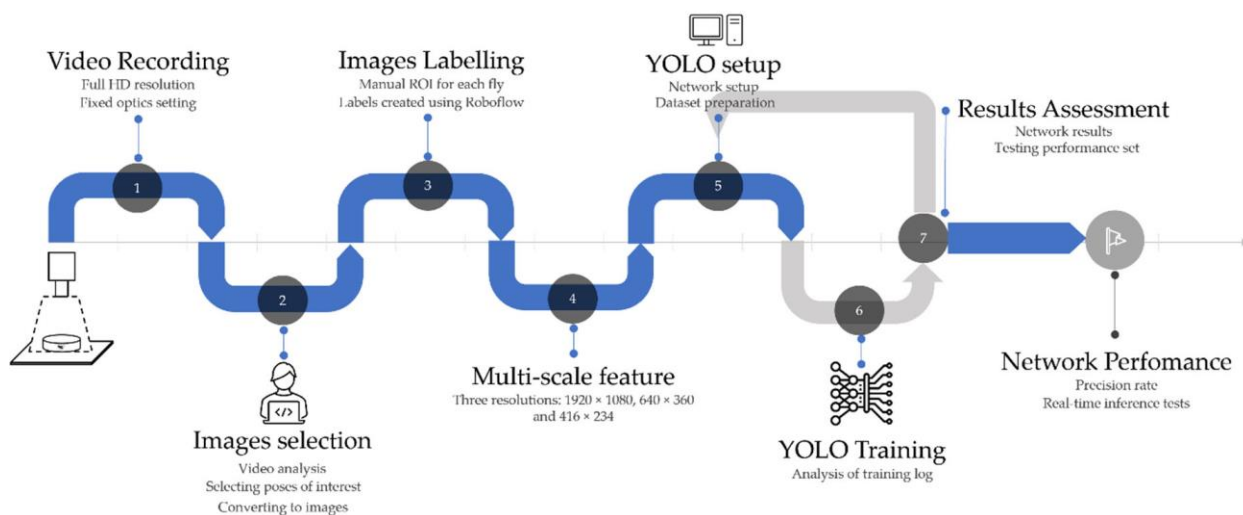 Video Recording
Full HD resolution
Fixed optics setting
1
2
Images selection
Video analysis
Selecting poses of interest
Converting to images
Images Labelling
Manual ROI for each fly
Labels created using Roboflow
3
4
Multi-scale feature
Three resolutions: 1920 × 1080, 640 × 360
and 416 × 234
YOLO setup
Network setup
Dataset preparation
5
6
YOLO Training
Analysis of training log
7
Results Assessment
Network results
Testing performance set
Network Perfomance
Precision rate
Real-time inference tests